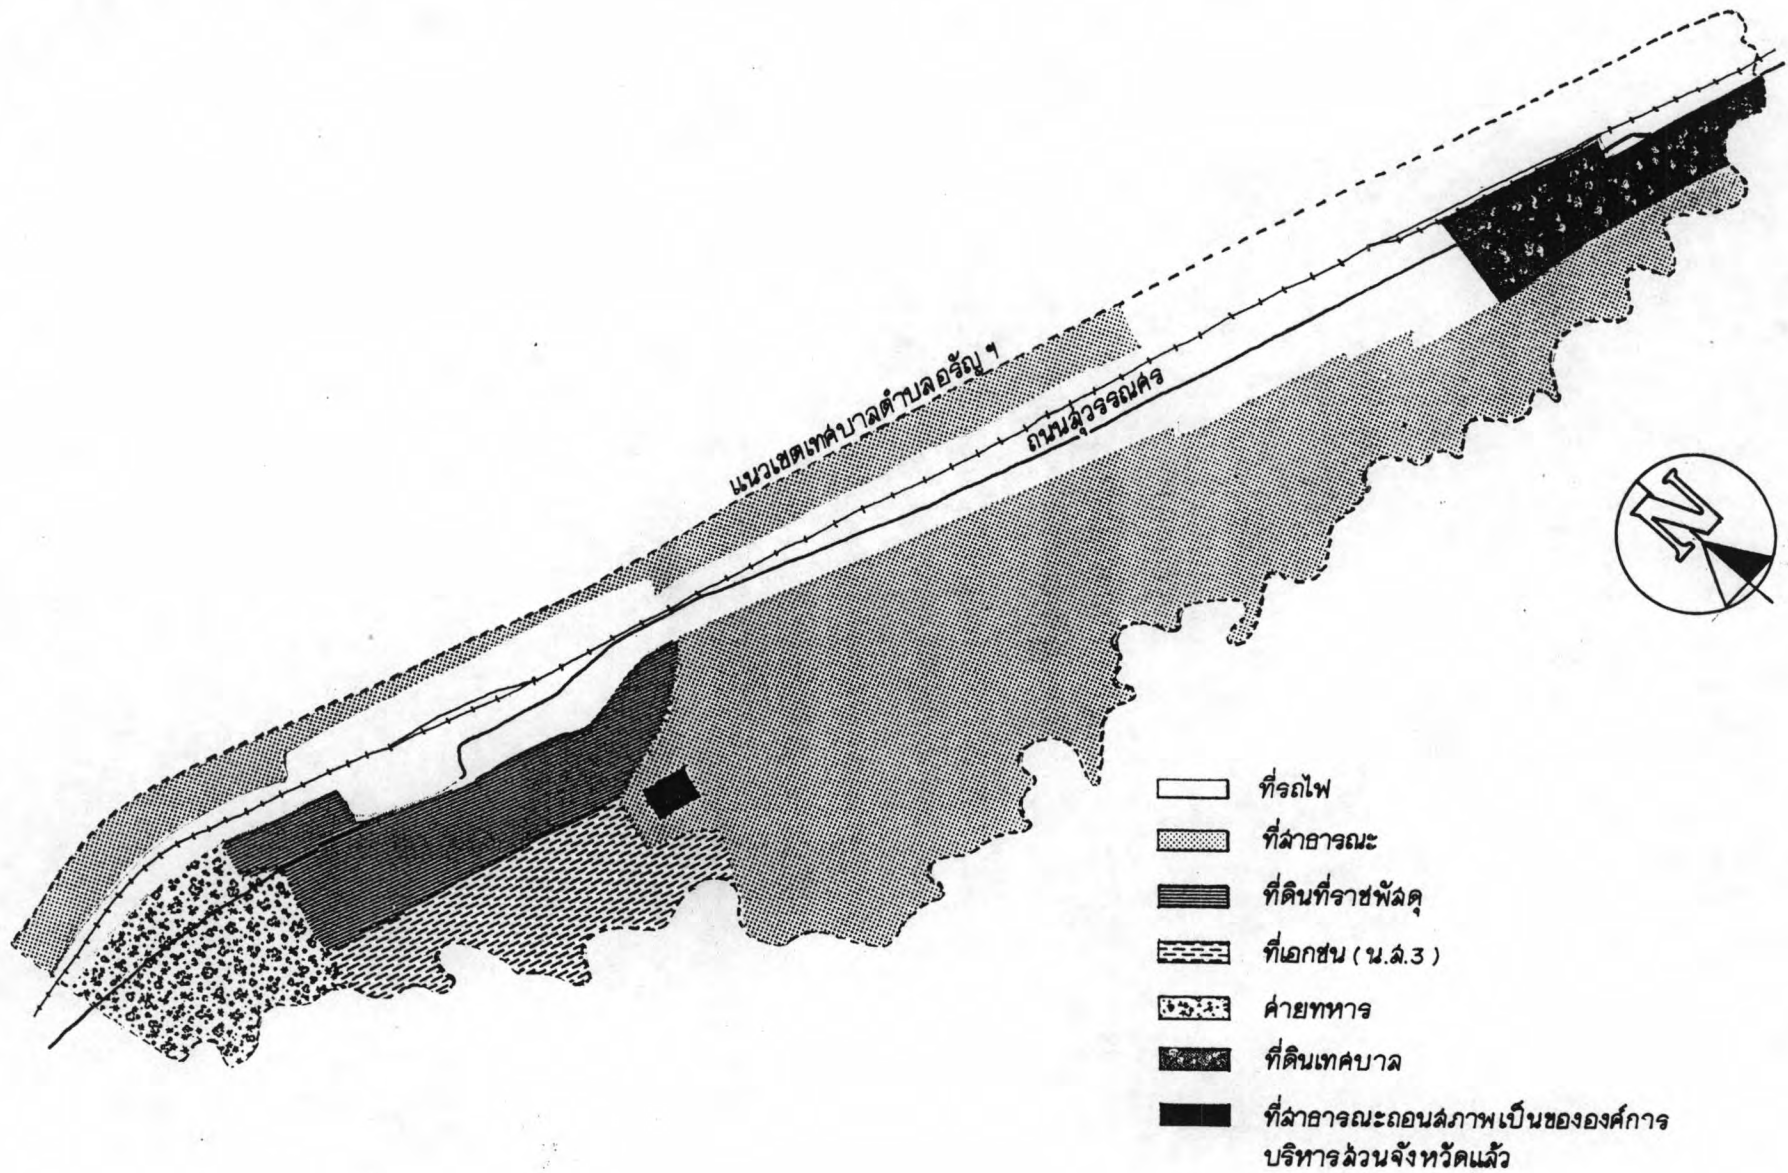 แนวเขตเทศบาลตำบลอรัญ ฯ
ถนนสุวรรณศร
N
ที่รถไฟ
ที่สาธารณะ
ที่ดินที่ราชพัสดุ
ที่เอกชน ( น.ส.3 )
ค่ายทหาร
ที่ดินเทศบาล
ที่สาธารณะถอนสภาพเป็นขององค์การ
บริหารส่วนจังหวัดแล้ว